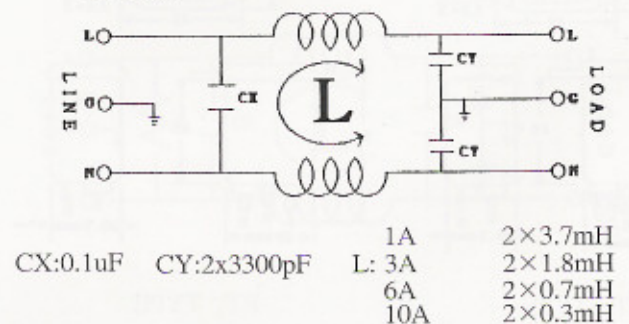 L L
CY
LINE G CX L G LOAD
CY
N N
1A 2×3.7mH
CX:0.1uF CY:2x3300pF L: 3A 2×1.8mH
6A 2×0.7mH
10A 2×0.3mH